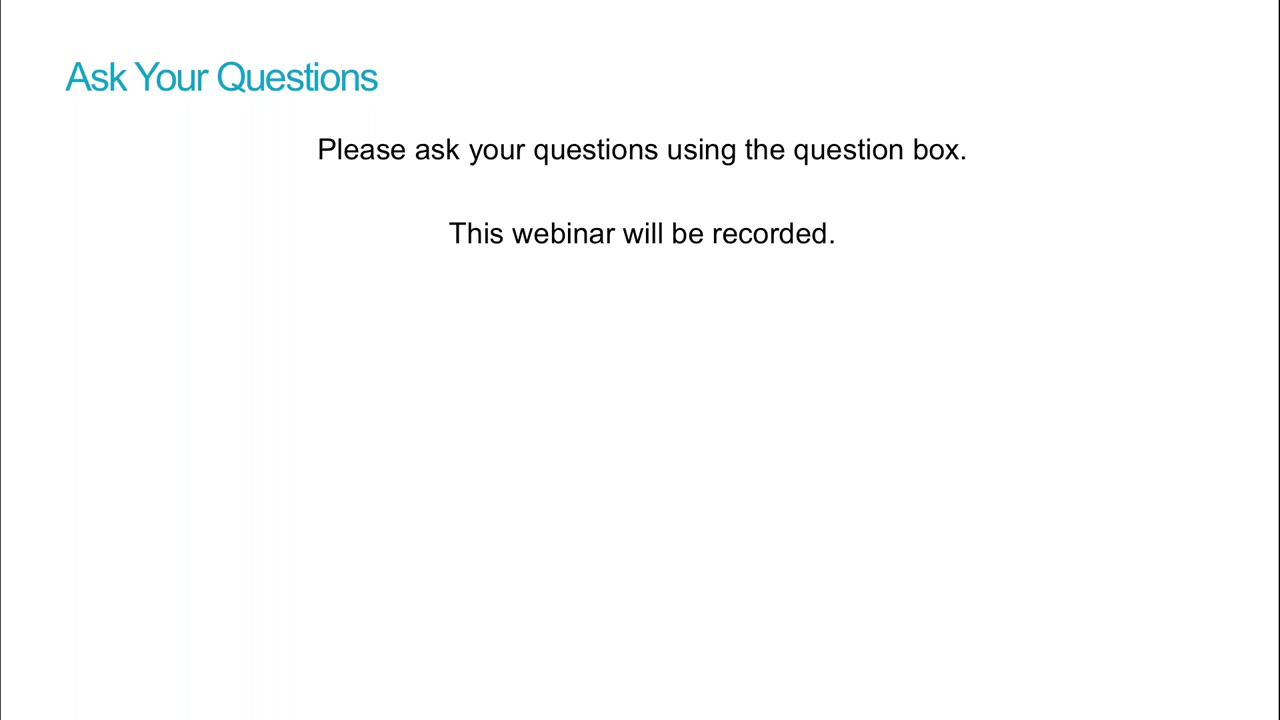 Ask Your Questions
Please ask your questions using the question box.
This webinar will be recorded.